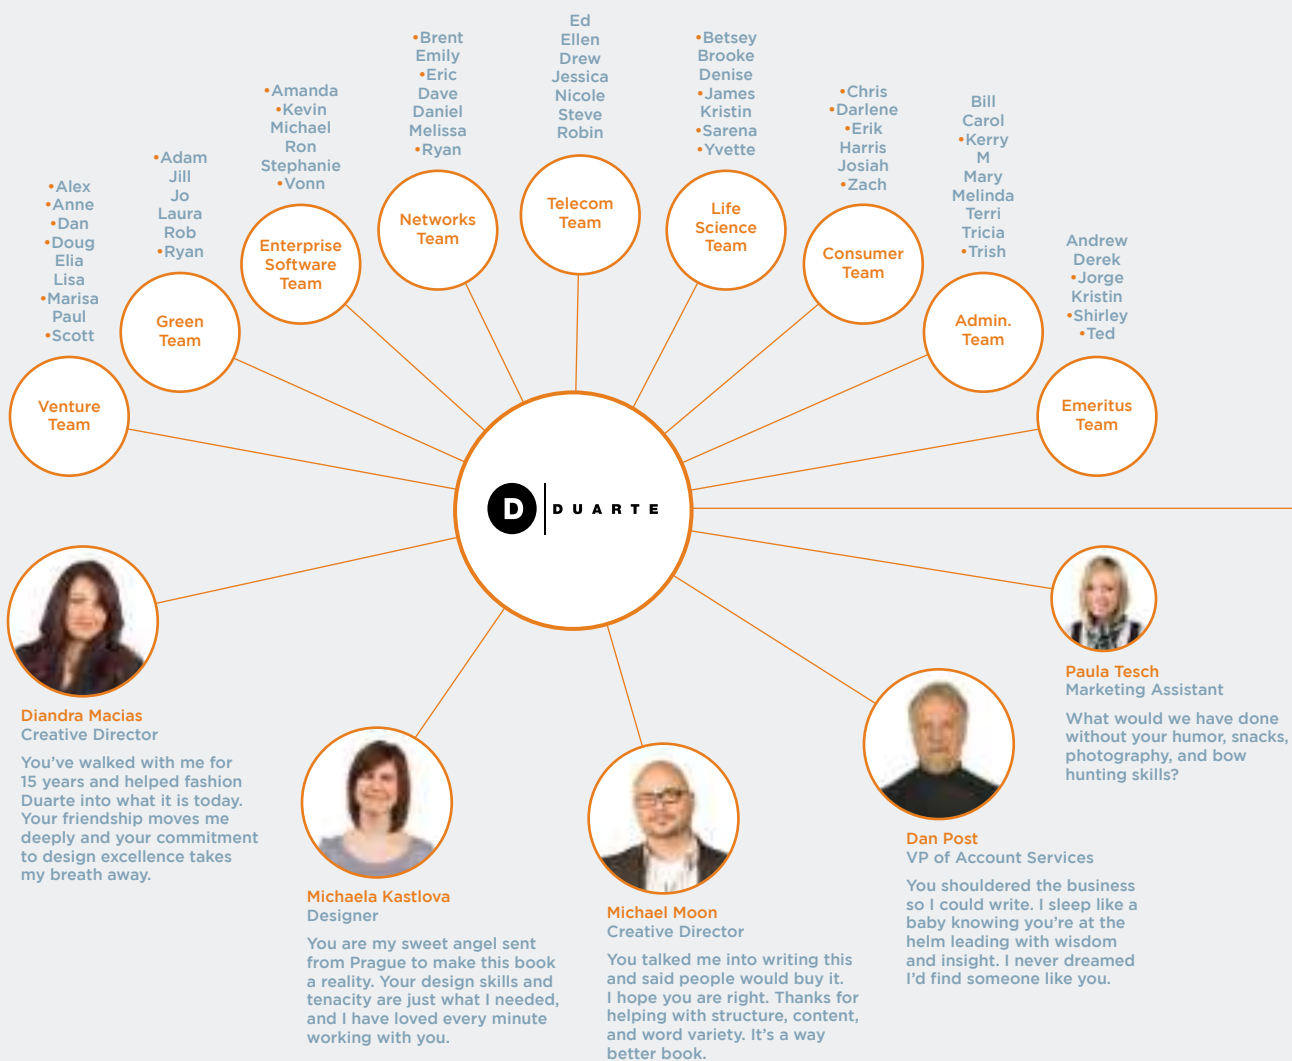 •Alex
•Anne
•Dan
•Doug
Elia
Lisa
•Marisa
Paul
•Scott
Venture
Team
•Adam
Jill
Jo
Laura
Rob
•Ryan
Green
Team
•Amanda
•Kevin
Michael
Ron
Stephanie
•Vonn
Enterprise
Software
Team
•Brent
Emily
•Eric
Dave
Daniel
Melissa
•Ryan
Networks
Team
Ed
Ellen
Drew
Jessica
Nicole
Steve
Robin
Telecom
Team
•Betsey
Brooke
Denise
•James
Kristin
•Sarena
•Yvette
Life
Science
Team
•Chris
•Darlene
•Erik
Harris
Josiah
•Zach
Consumer
Team
Bill
Carol
•Kerry
M
Mary
Melinda
Terri
Tricia
•Trish
Admin.
Team
Andrew
Derek
•Jorge
Kristin
•Shirley
•Ted
Emeritus
Team
D DUARTE
Diandra Macias
Creative Director
You've walked with me for
15 years and helped fashion
Duarte into what it is today.
Your friendship moves me
deeply and your commitment
to design excellence takes
my breath away.
Michaela Kastlova
Designer
You are my sweet angel sent
from Prague to make this book
a reality. Your design skills and
tenacity are just what I needed,
and I have loved every minute
working with you.
Michael Moon
Creative Director
You talked me into writing this
and said people would buy it.
I hope you are right. Thanks for
helping with structure, content,
and word variety. It's a way
better book.
Dan Post
VP of Account Services
You shouldered the business
so I could write. I sleep like a
baby knowing you're at the
helm leading with wisdom
and insight. I never dreamed
I'd find someone like you.
Paula Tesch
Marketing Assistant
What would we have done
without your humor, snacks,
photography, and bow
hunting skills?